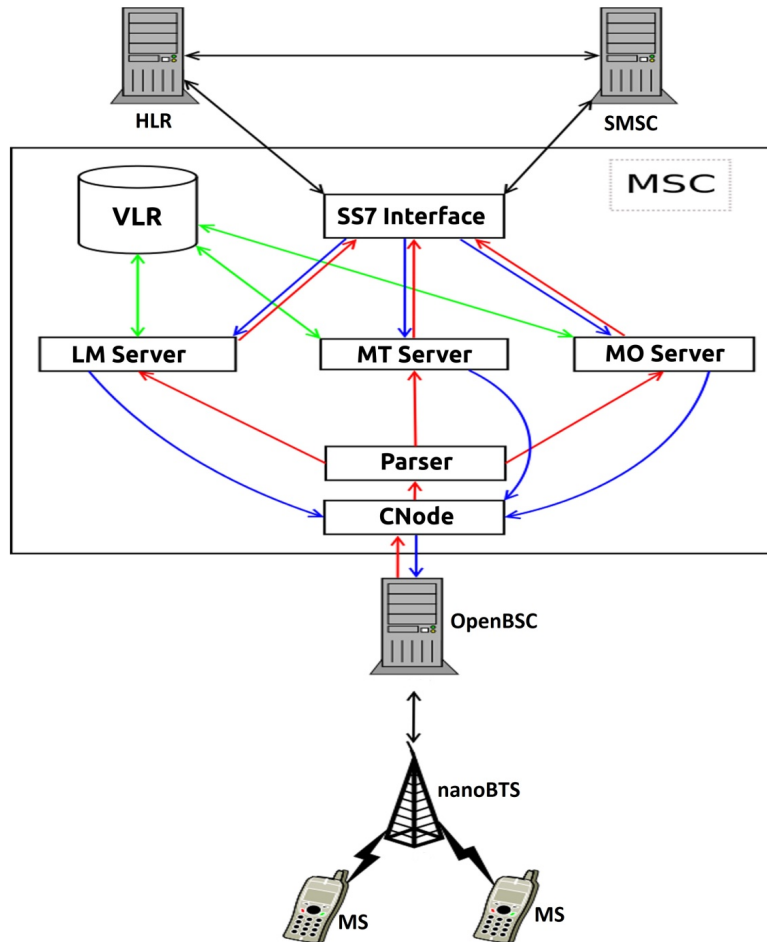 HLR
SMSC
MSC
VLR
SS7 Interface
LM Server
MT Server
MO Server
Parser
CNode
OpenBSC
nanoBTS
MS
MS